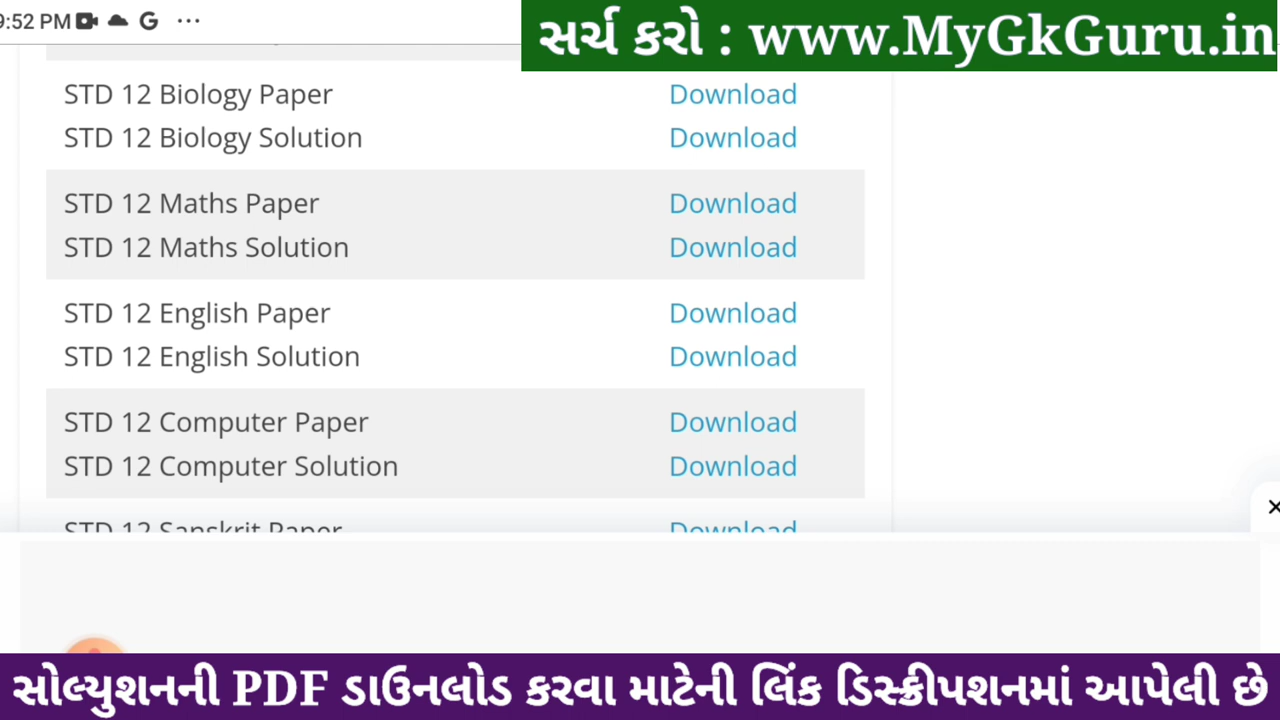 9:52 PM
સર્ચ કરો : www.MyGkGuru.in
STD 12 Biology Paper Download
STD 12 Biology Solution Download
STD 12 Maths Paper Download
STD 12 Maths Solution Download
STD 12 English Paper Download
STD 12 English Solution Download
STD 12 Computer Paper Download
STD 12 Computer Solution Download
STD 12 Sanskrit Paper Download
સોલ્યુશનની PDF ડાઉનલોડ કરવા માટેની લિંક ડિસ્ક્રીપશનમાં આપેલી છે